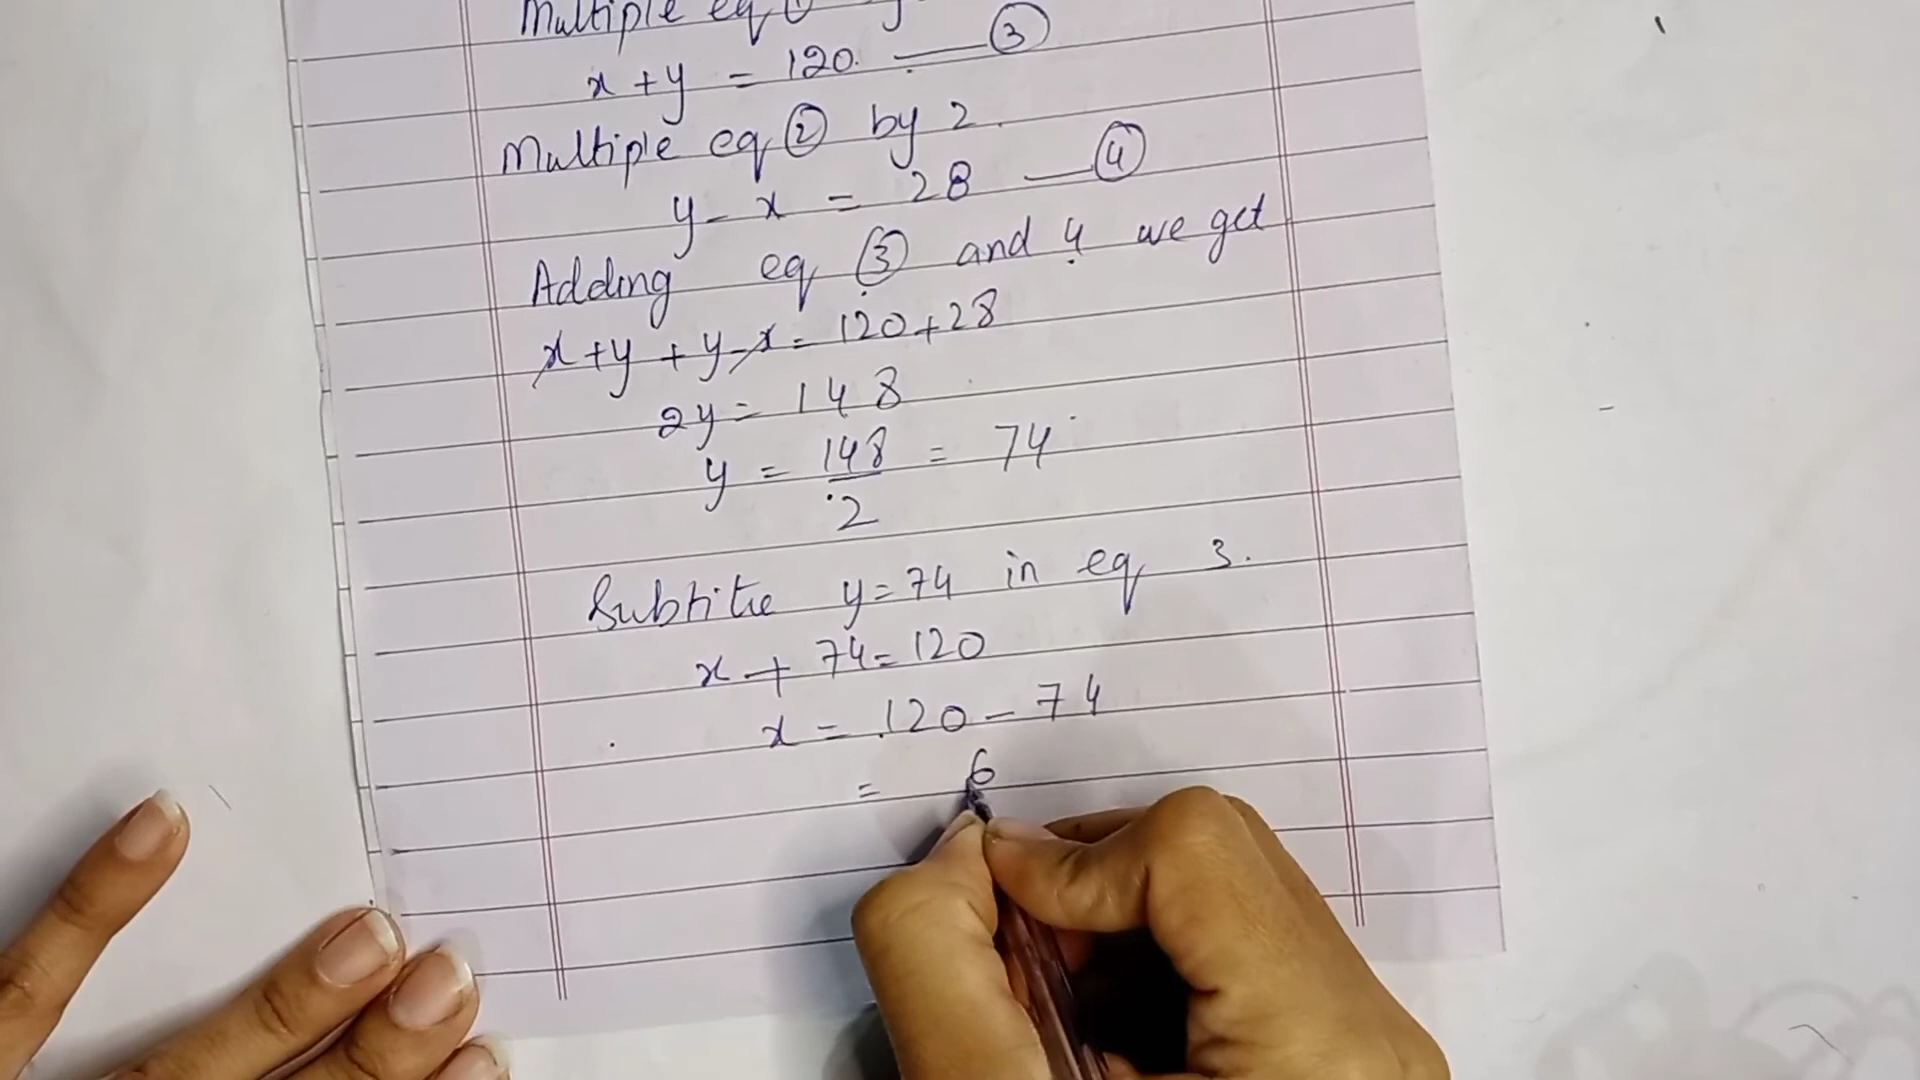 Multiple eq ①
x + y = 120. — ③
Multiple eq ② by 2.
y - x = 28 — ④
Adding eq ③ and 4 we get
x + y + y - x = 120 + 28
2y = 148
y = 148/2 = 74
Subtitue y = 74 in eq 3.
x + 74 = 120
x = 120 - 74
= 6